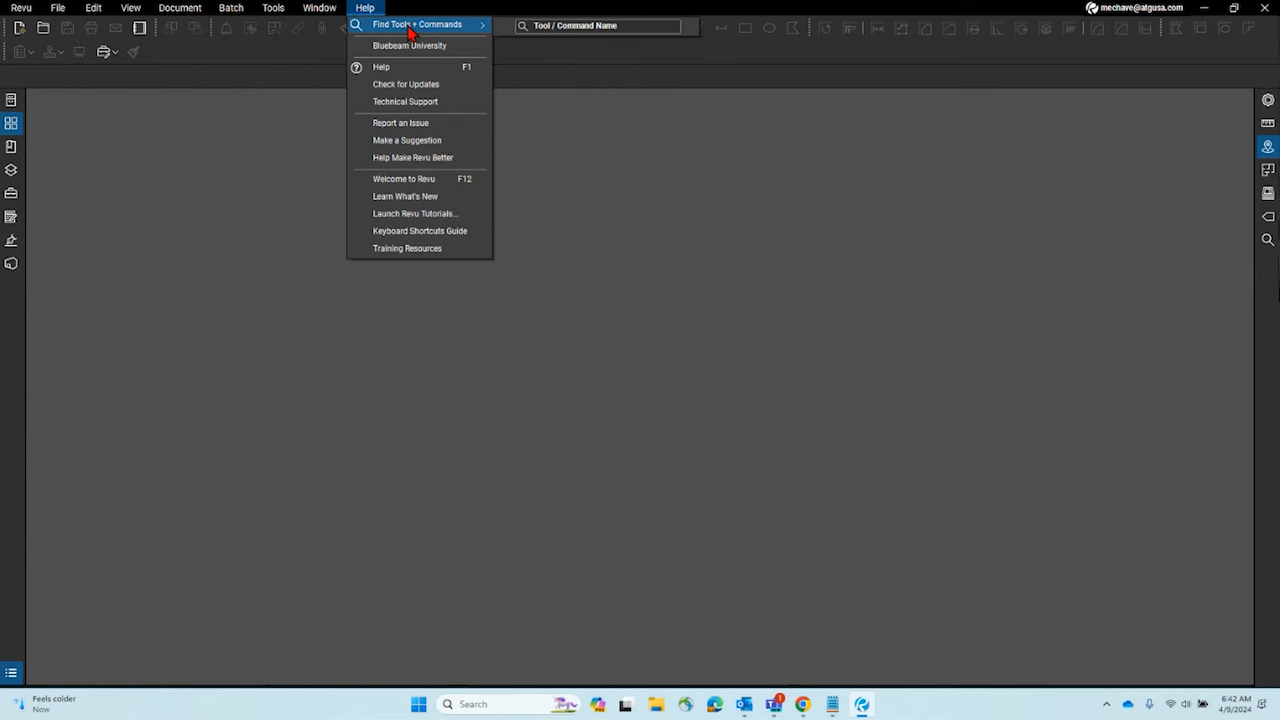 Revu File Edit View Document Batch Tools Window Help mechave@atgusa.com
Find Tools + Commands
Tool / Command Name
Bluebeam University
Help F1
Check for Updates
Technical Support
Report an Issue
Make a Suggestion
Help Make Revu Better
Welcome to Revu F12
Learn What's New
Launch Revu Tutorials...
Keyboard Shortcuts Guide
Training Resources
Feels colder
Now
Search
1
6:42 AM
4/9/2024